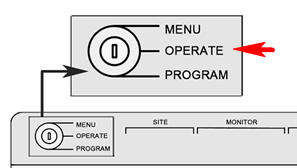 MENU
OPERATE
PROGRAM
MENU
OPERATE
PROGRAM
SITE
MONITOR